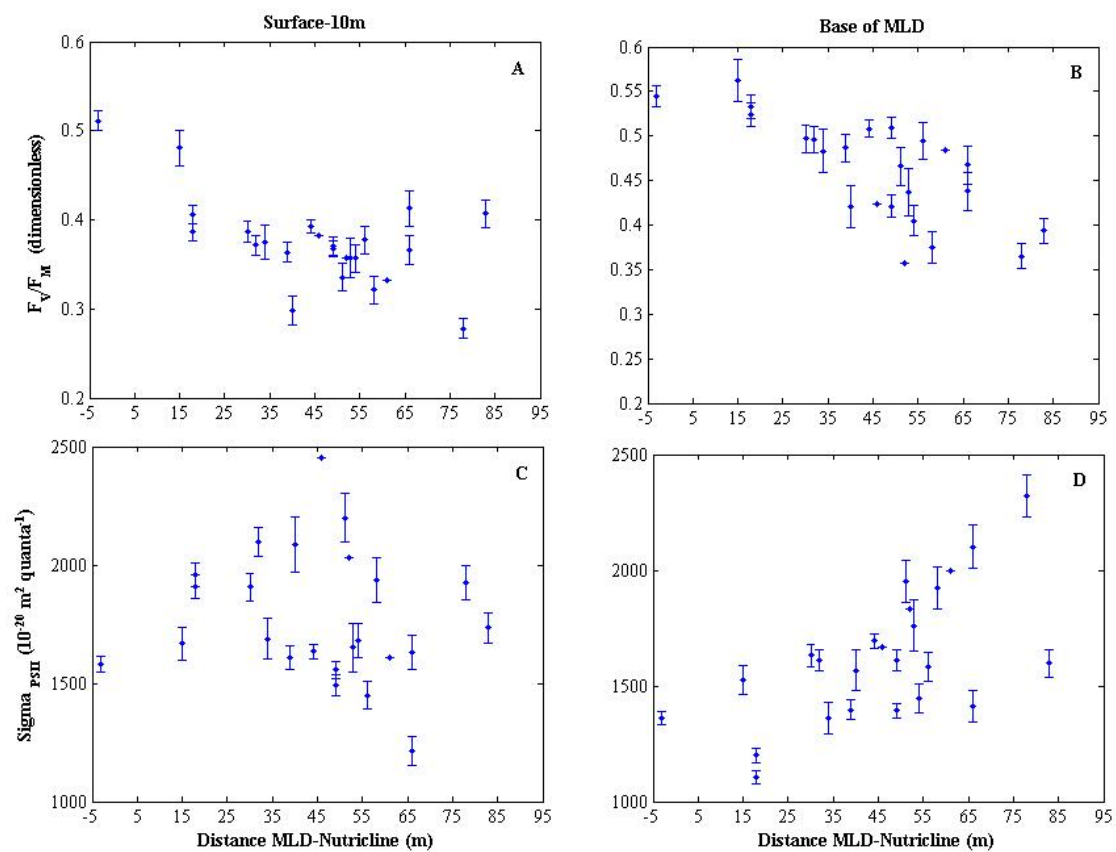 Surface-10m
Base of MLD
F_V/F_M (dimensionless)
0.6
0.5
0.4
0.3
0.2
A
-5 5 15 25 35 45 55 65 75 85 95
0.6
0.55
0.5
0.45
0.4
0.35
0.3
0.25
0.2
B
-5 5 15 25 35 45 55 65 75 85 95
Sigma PSII (10^-20 m^2 quanta^-1)
2500
2000
1500
1000
C
-5 5 15 25 35 45 55 65 75 85 95
Distance MLD-Nutricline (m)
2500
2000
1500
1000
D
-5 5 15 25 35 45 55 65 75 85 95
Distance MLD-Nutricline (m)